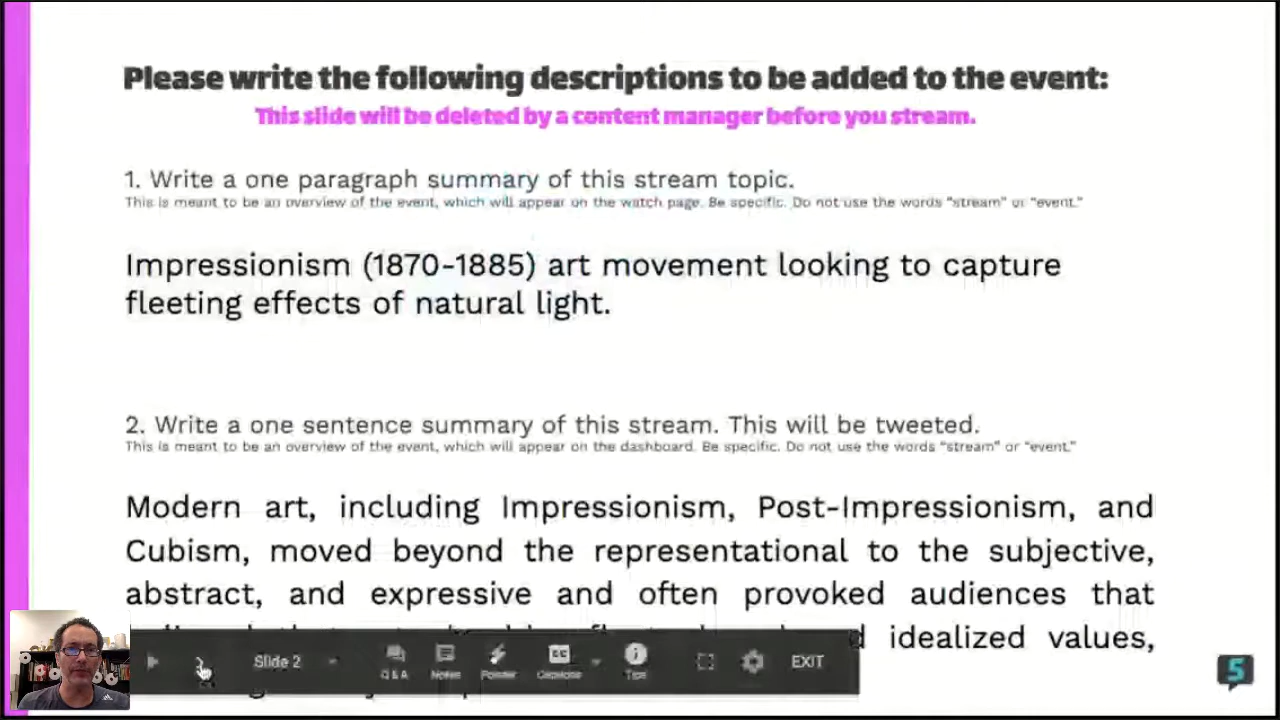 Please write the following descriptions to be added to the event:
This slide will be deleted by a content manager before you stream.
1. Write a one paragraph summary of this stream topic.
This is meant to be an overview of the event, which will appear on the watch page. Be specific. Do not use the words "stream" or "event."
Impressionism (1870-1885) art movement looking to capture
fleeting effects of natural light.
2. Write a one sentence summary of this stream. This will be tweeted.
This is meant to be an overview of the event, which will appear on the dashboard. Be specific. Do not use the words "stream" or "event."
Modern art, including Impressionism, Post-Impressionism, and
Cubism, moved beyond the representational to the subjective,
abstract, and expressive and often provoked audiences that
idealized values,
Slide 2
Q & A
Notes
Pointer
CC
Captions
Tips
EXIT
5